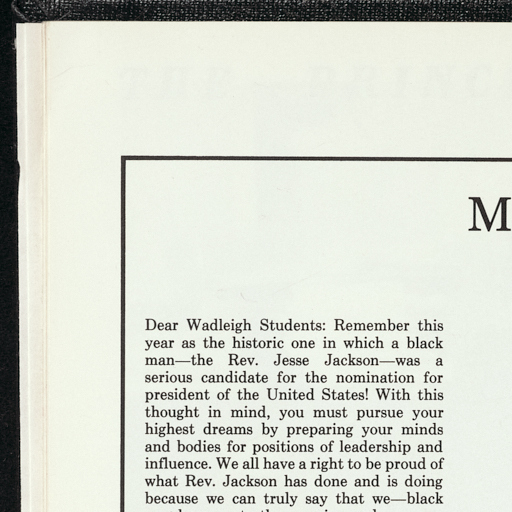 M
Dear Wadleigh Students: Remember this
year as the historic one in which a black
man—the Rev. Jesse Jackson—was a
serious candidate for the nomination for
president of the United States! With this
thought in mind, you must pursue your
highest dreams by preparing your minds
and bodies for positions of leadership and
influence. We all have a right to be proud of
what Rev. Jackson has done and is doing
because we can truly say that we—black